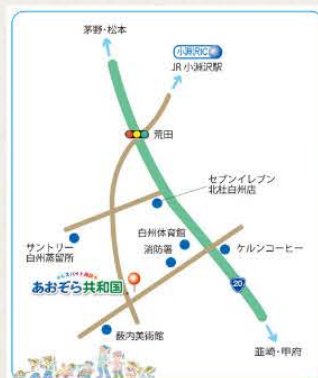 茅野・松本
小淵沢IC
JR 小淵沢駅
荒田
セブンイレブン
北杜白州店
白州体育館
消防署
ケルンコーヒー
サントリー
白州蒸留所
あおぞら共和国
20
薮内美術館
韮崎・甲府